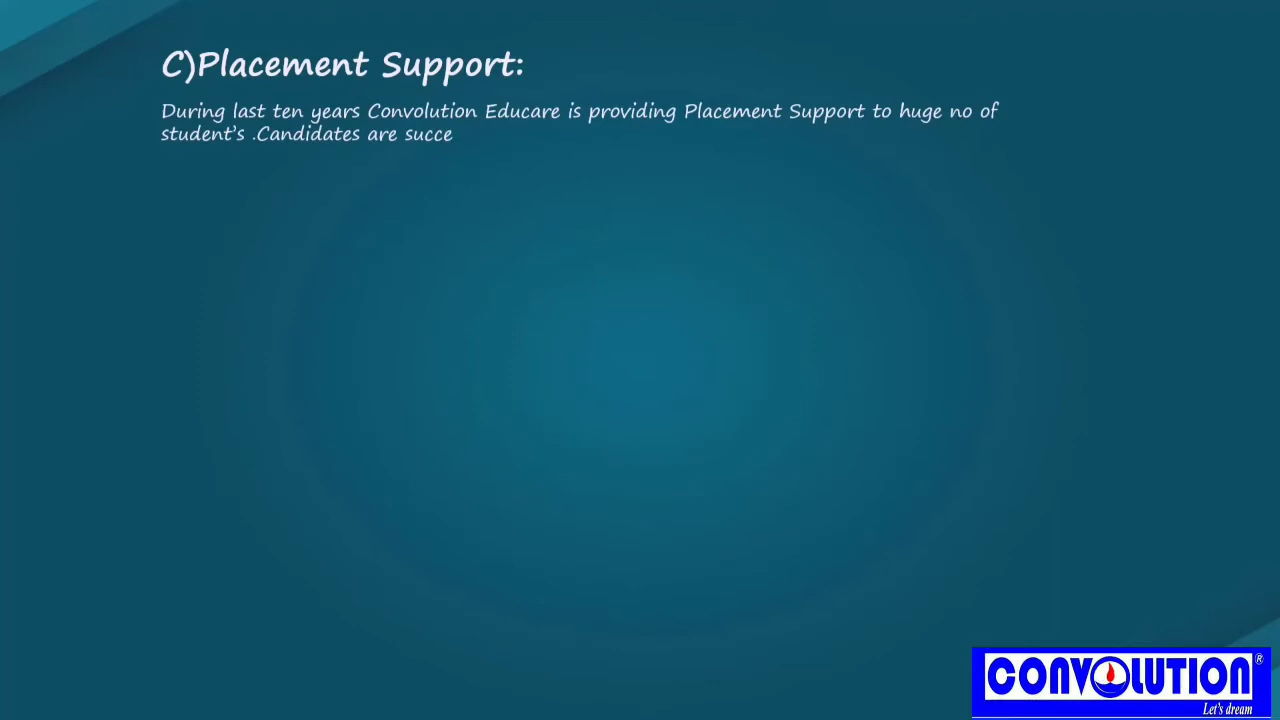 C)Placement Support:
During last ten years Convolution Educare is providing Placement Support to huge no of
student's .Candidates are succe
CONVOLUTION®
Let's dream